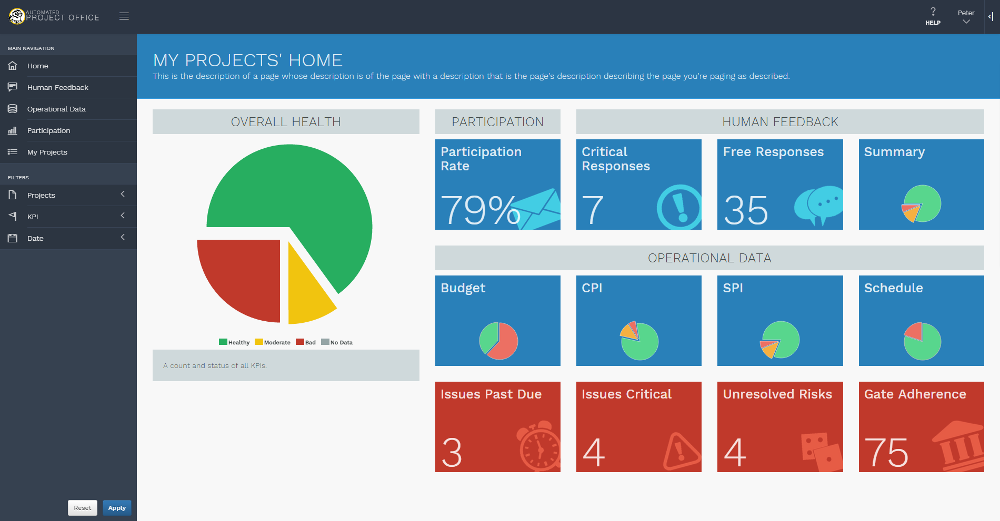 AUTOMATED
PROJECT OFFICE
?
HELP
Peter
MAIN NAVIGATION
Home
Human Feedback
Operational Data
Participation
My Projects
FILTERS
Projects
KPI
Date
Reset
Apply
MY PROJECTS' HOME
This is the description of a page whose description is of the page with a description that is the page's description describing the page you're paging as described.
OVERALL HEALTH
Healthy
Moderate
Bad
No Data
A count and status of all KPIs.
PARTICIPATION
Participation
Rate
79%
HUMAN FEEDBACK
Critical
Responses
7
Free Responses
35
Summary
OPERATIONAL DATA
Budget
CPI
SPI
Schedule
Issues Past Due
3
Issues Critical
4
Unresolved Risks
4
Gate Adherence
75